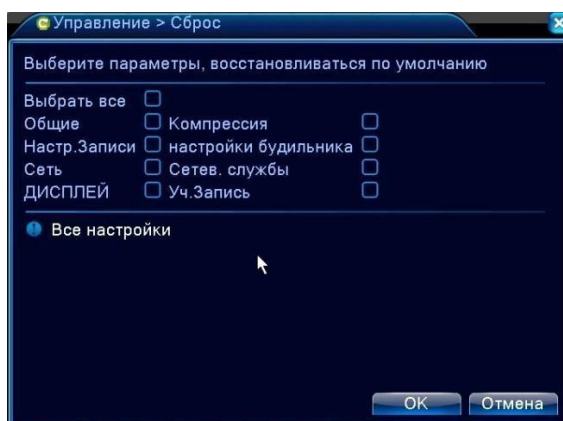 Управление > Сброс
Выберите параметры, восстановливаться по умолчанию
Выбрать все
Общие Компрессия
Настр.Записи настройки будильника
Сеть Сетев. службы
ДИСПЛЕЙ Уч.Запись
Все настройки
OK Отмена